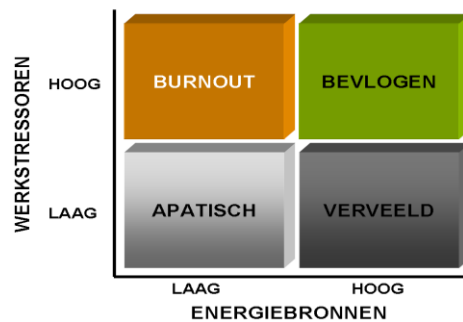 WERKSTRESSOREN
HOOG
BURNOUT
BEVLOGEN
LAAG
APATISCH
VERVEELD
LAAG
HOOG
ENERGIEBRONNEN